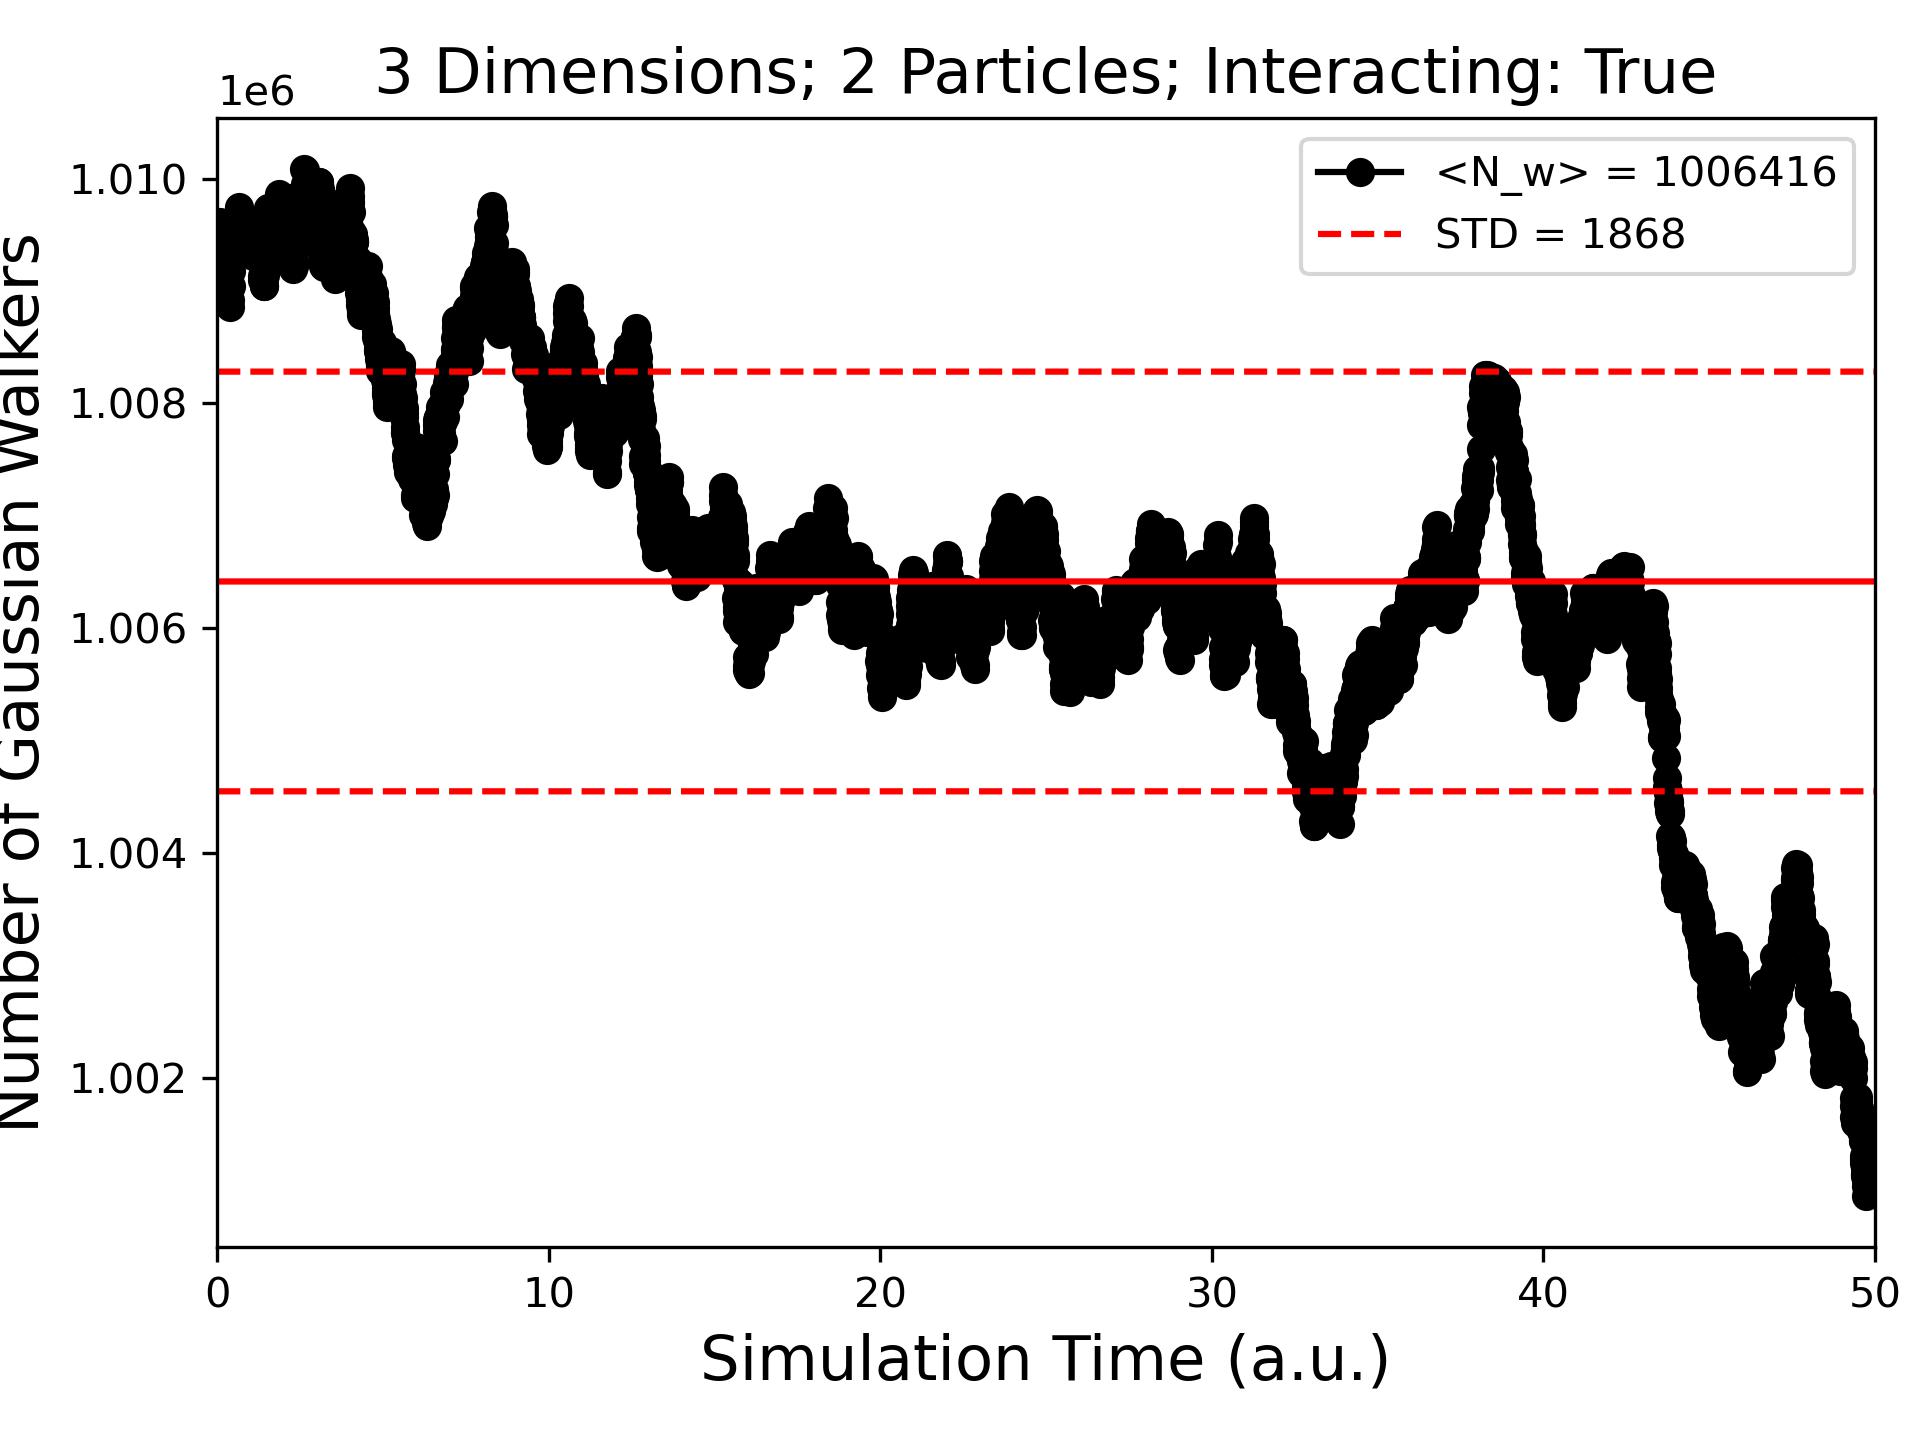 3 Dimensions; 2 Particles; Interacting: True
1e6
<N_w> = 1006416
STD = 1868
1.010
1.008
1.006
1.004
1.002
Number of Gaussian Walkers
0 10 20 30 40 50
Simulation Time (a.u.)